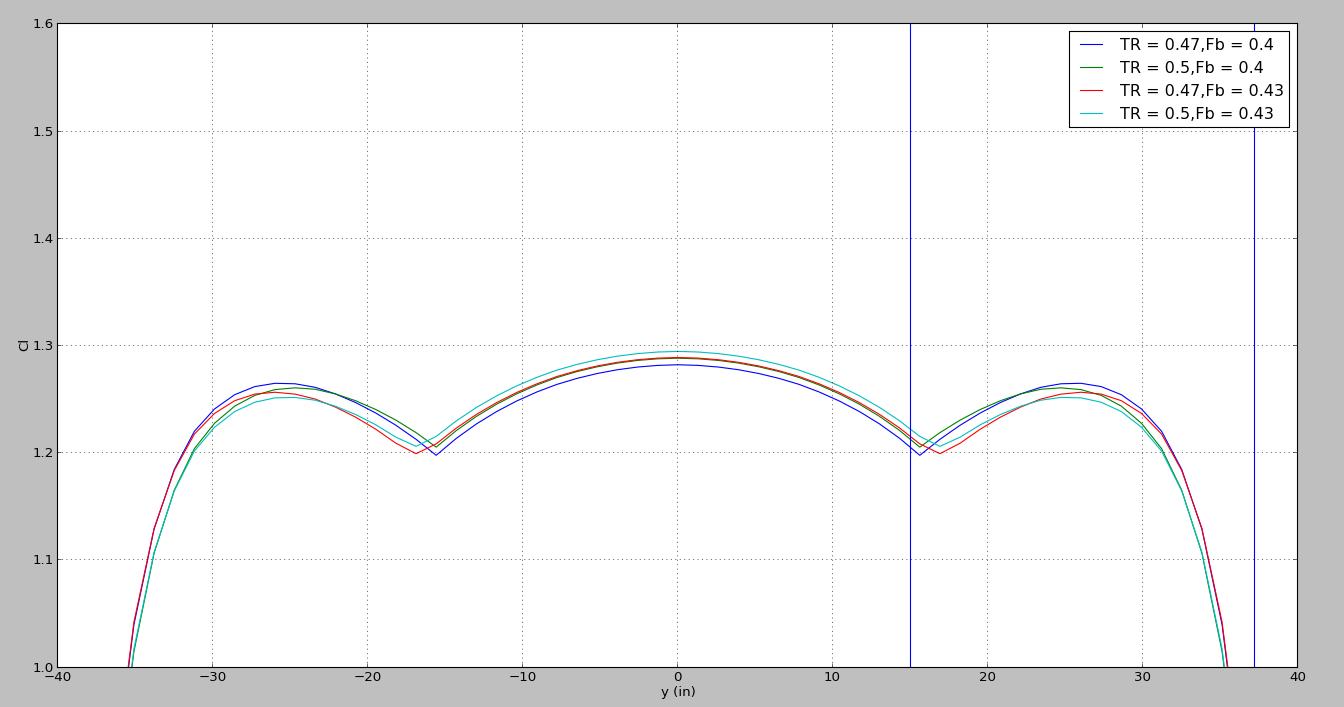 1.6
1.5
1.4
1.3
1.2
1.1
1.0
Cl
−40
−30
−20
−10
0
10
20
30
40
y (in)
TR = 0.47,Fb = 0.4
TR = 0.5,Fb = 0.4
TR = 0.47,Fb = 0.43
TR = 0.5,Fb = 0.43